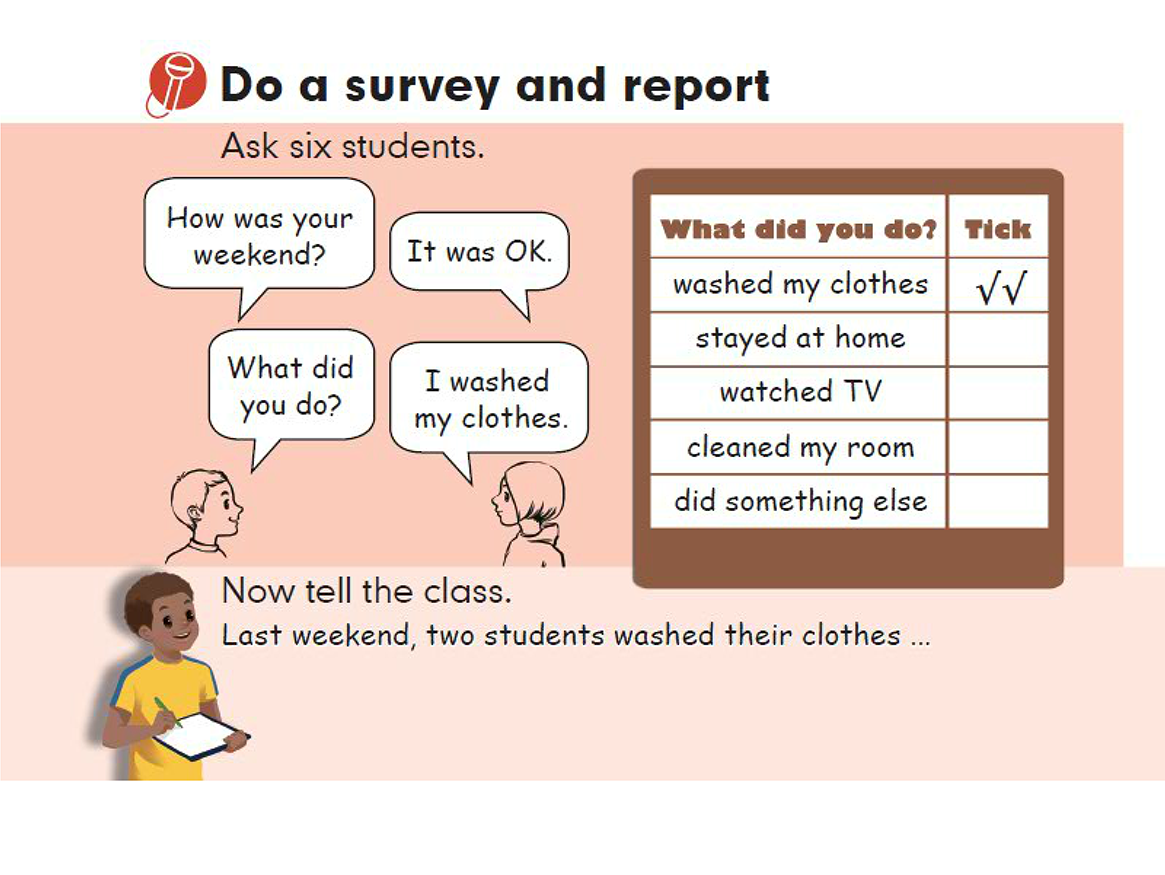 Do a survey and report
Ask six students.
How was your
weekend?
It was OK.
What did
you do?
I washed
my clothes.
What did you do? Tick
washed my clothes √√
stayed at home
watched TV
cleaned my room
did something else
Now tell the class.
Last weekend, two students washed their clothes ...